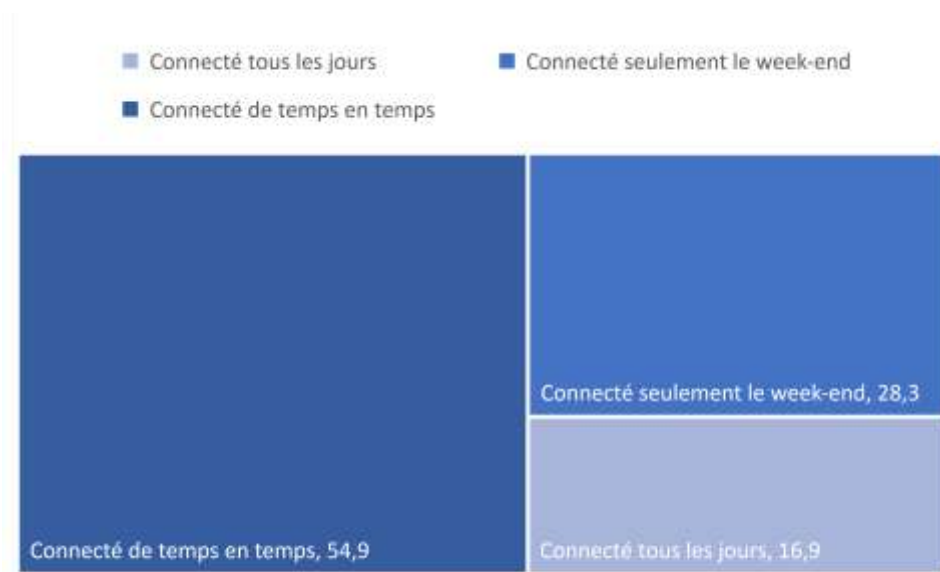 Connecté tous les jours
Connecté seulement le week-end
Connecté de temps en temps
Connecté seulement le week-end, 28,3
Connecté de temps en temps, 54,9
Connecté tous les jours, 16,9